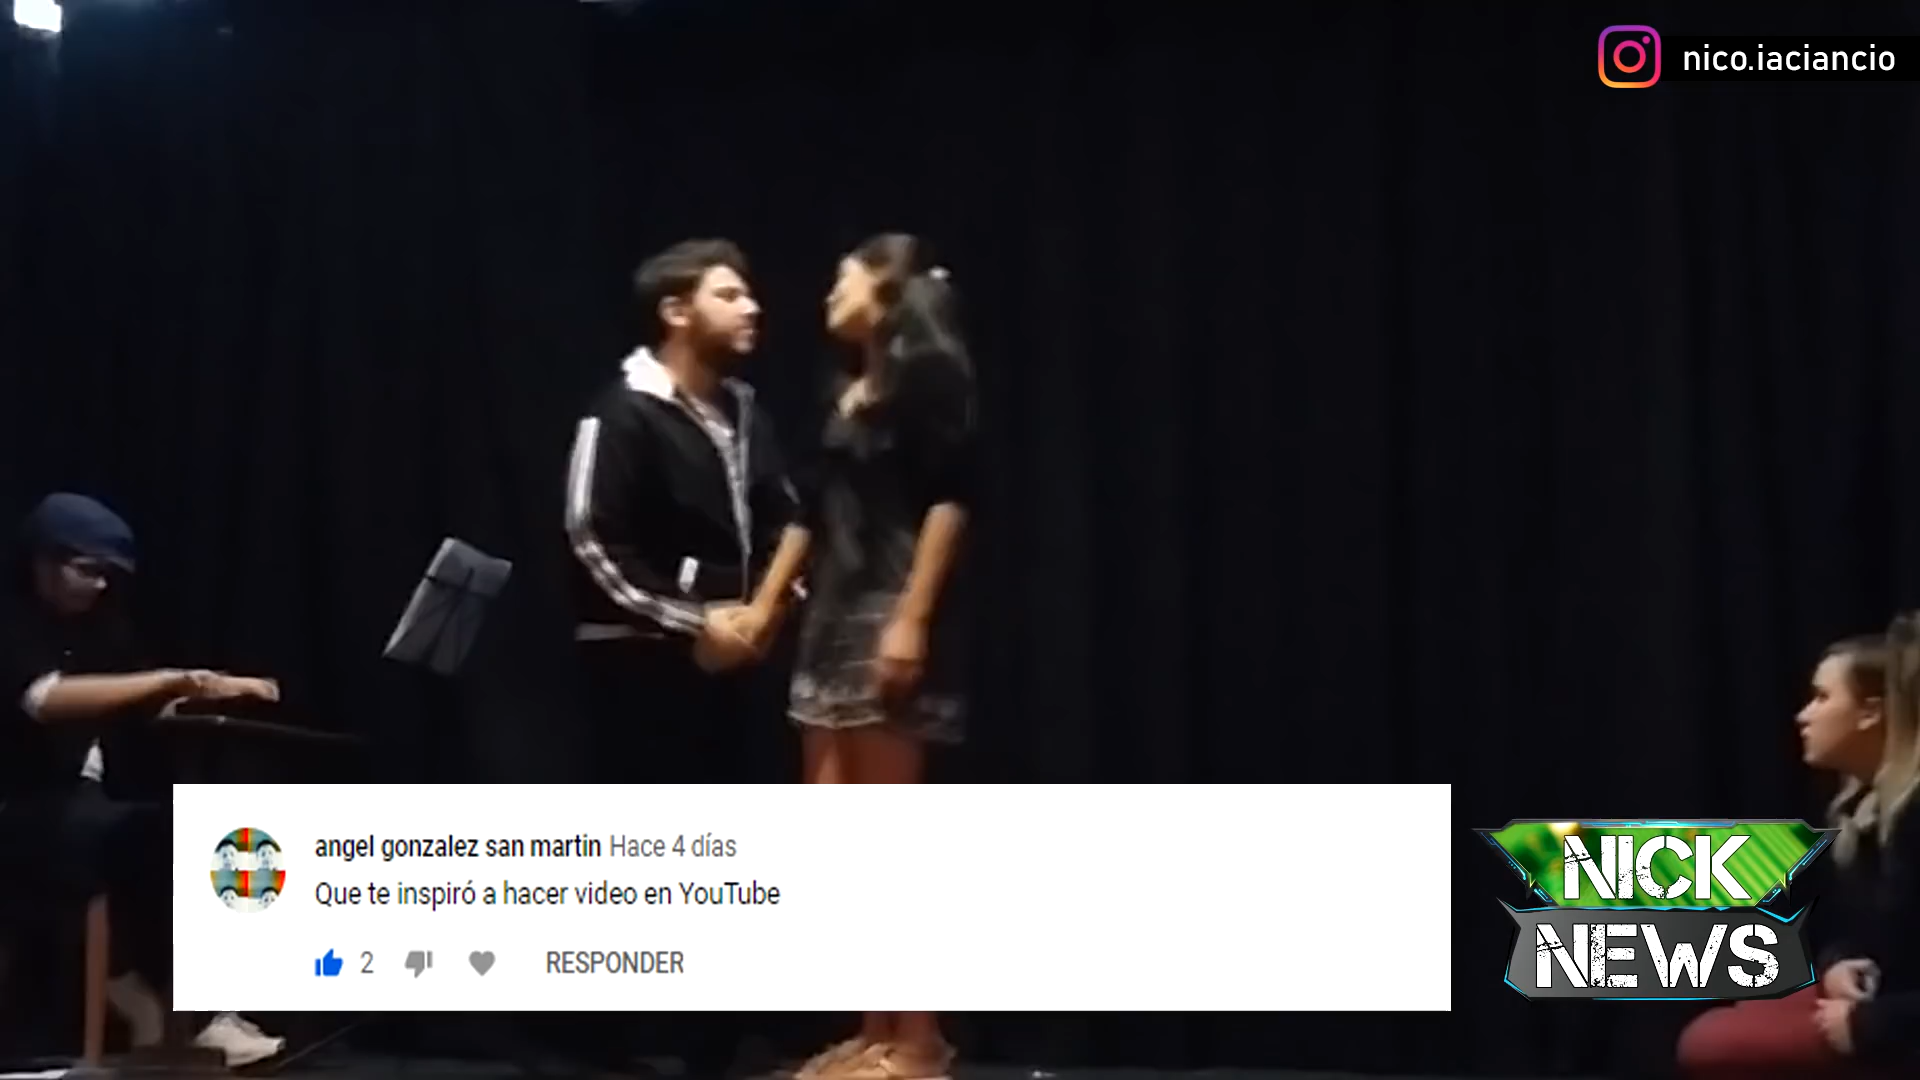 nico.iaciancio
angel gonzalez san martin Hace 4 días
Que te inspiró a hacer video en YouTube
2 RESPONDER
NICK
NEWS